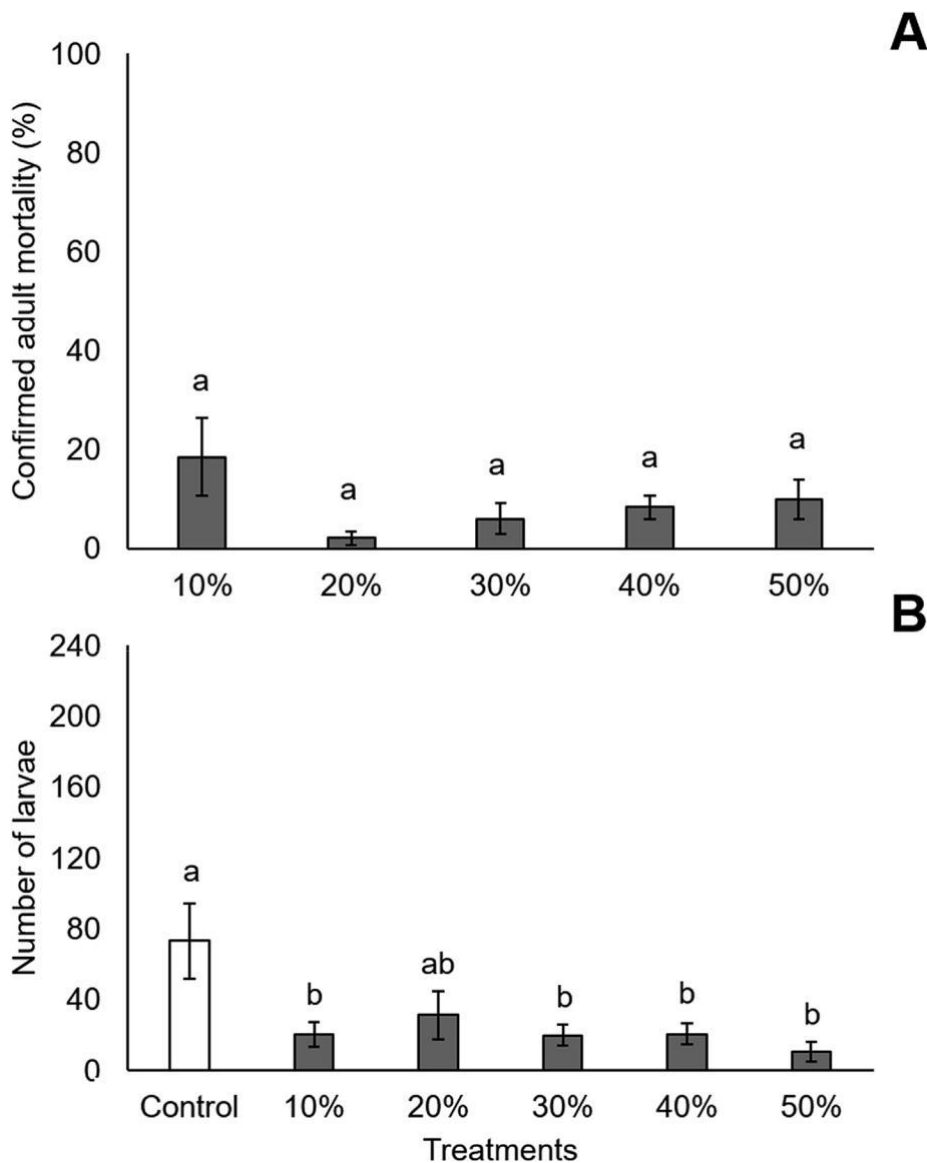 A
Confirmed adult mortality (%)
100
80
60
40
20
0
a
a
a
a
a
10%
20%
30%
40%
50%
B
Number of larvae
240
200
160
120
80
40
0
a
b
ab
b
b
b
Control
10%
20%
30%
40%
50%
Treatments